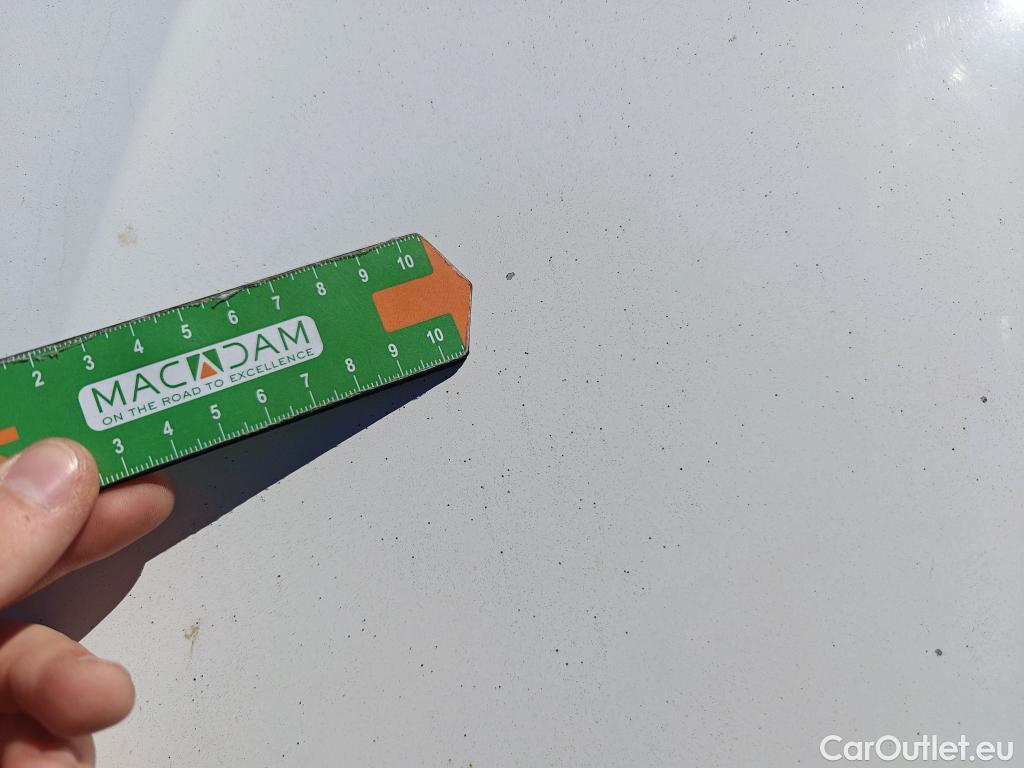 2 3 4 5 6 7 8 9 10
MACADAM
ON THE ROAD TO EXCELLENCE
3 4 5 6 7 8 9 10
CarOutlet.eu